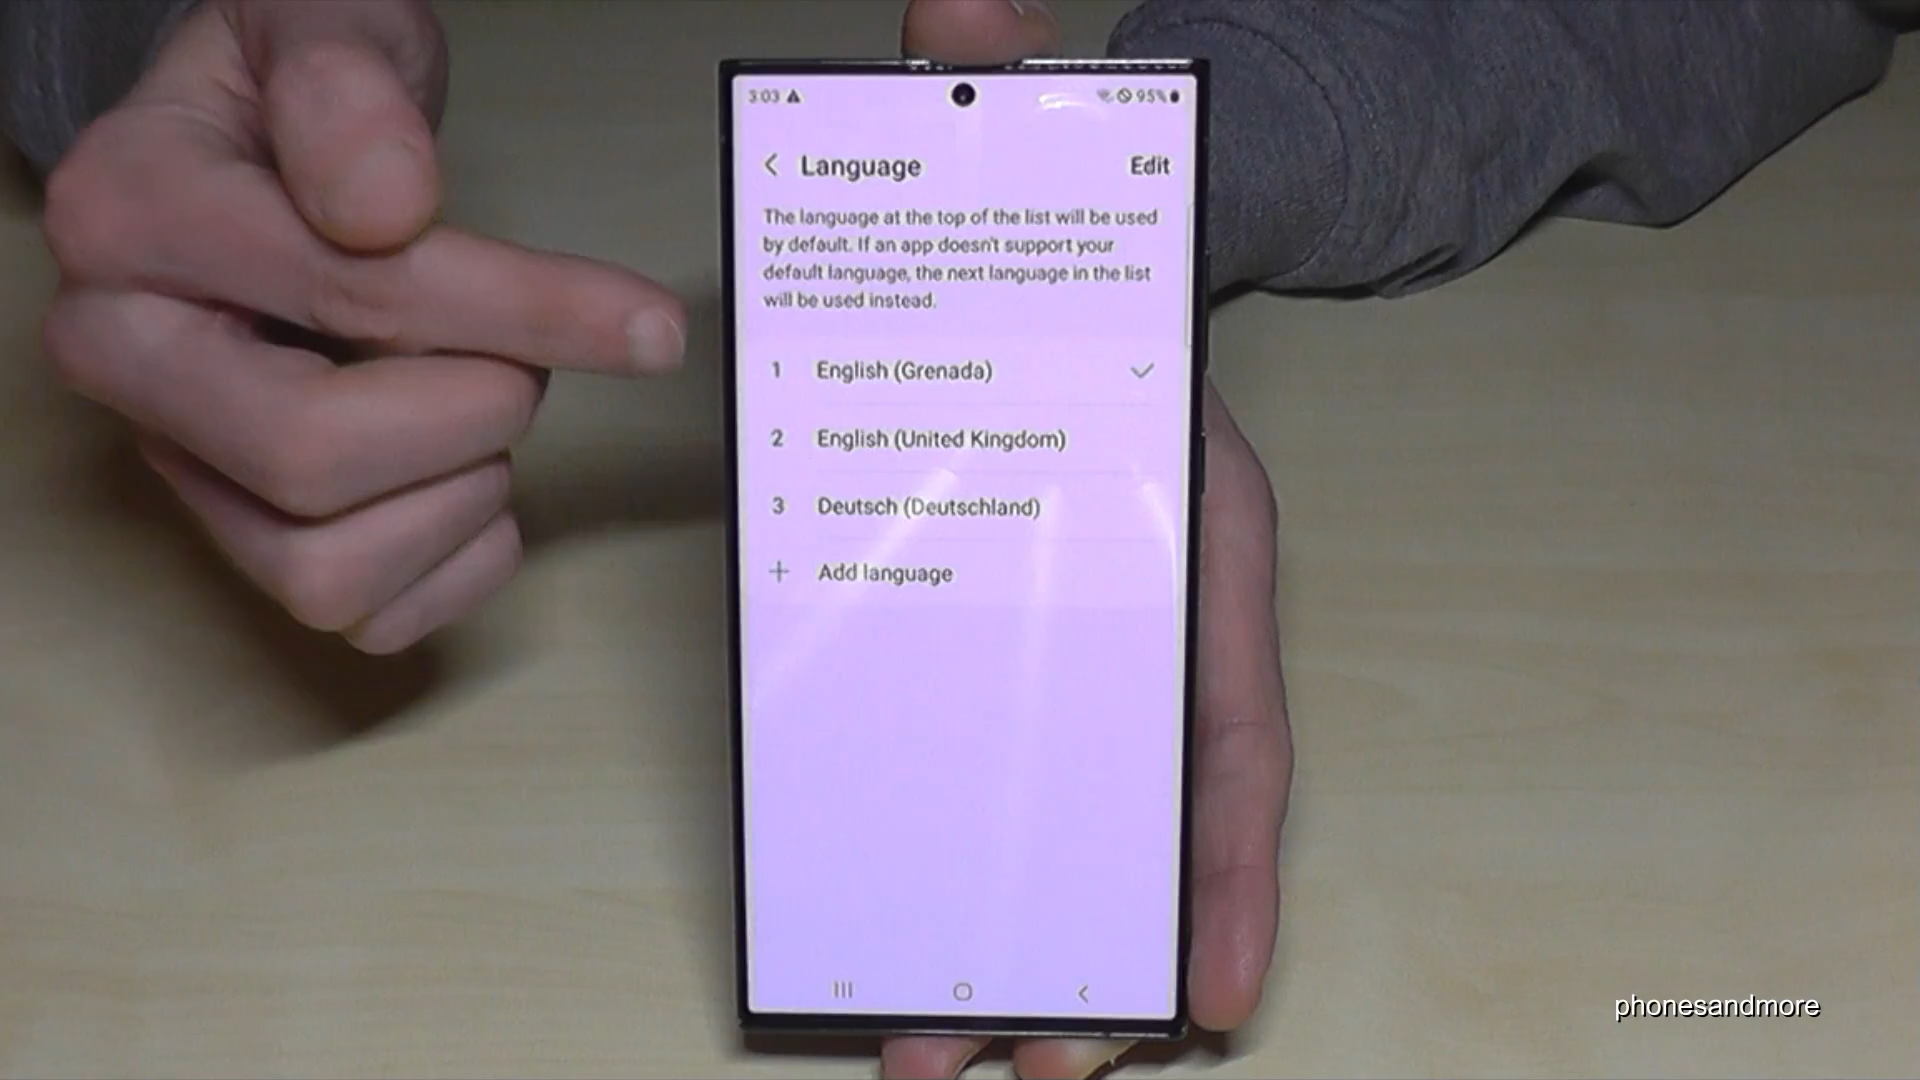 3:03
95%
Language
Edit
The language at the top of the list will be used
by default. If an app doesn't support your
default language, the next language in the list
will be used instead.
1 English (Grenada)
2 English (United Kingdom)
3 Deutsch (Deutschland)
+ Add language
phonesandmore